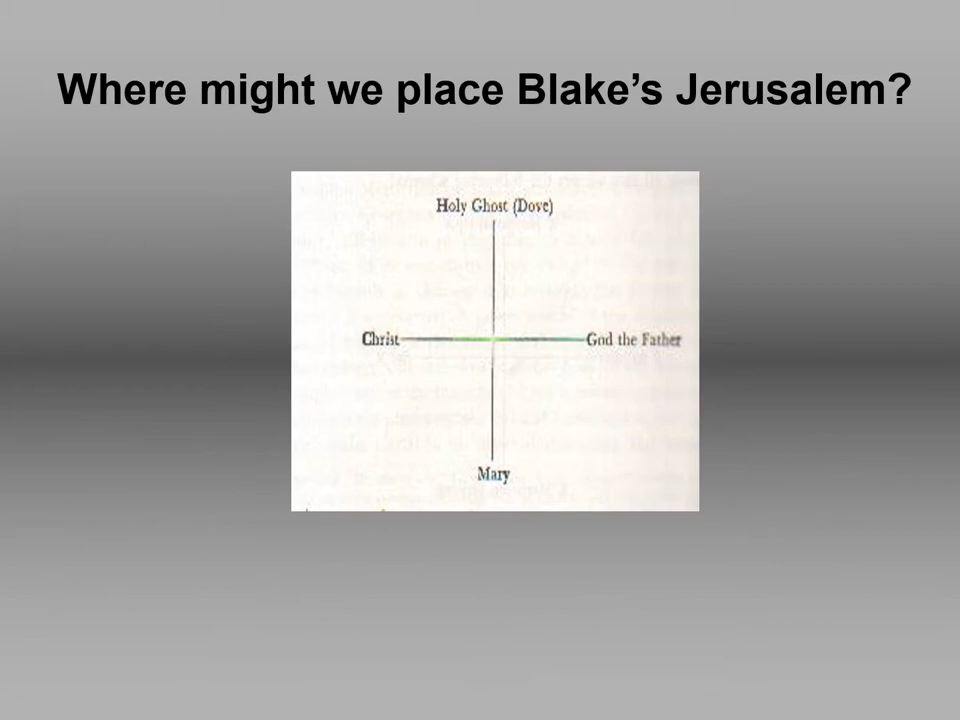 Where might we place Blake’s Jerusalem?
Holy Ghost (Dove)
Christ God the Father
Mary